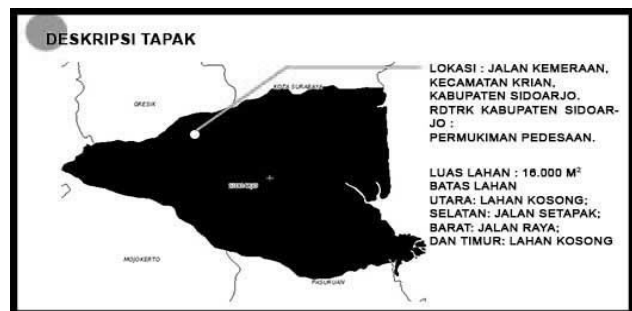 DESKRIPSI TAPAK
LOKASI : JALAN KEMERAAN,
KECAMATAN KRIAN,
KABUPATEN SIDOARJO.
RDTRK KABUPATEN SIDOAR-
JO :
PERMUKIMAN PEDESAAN.
LUAS LAHAN : 16.000 M²
BATAS LAHAN
UTARA: LAHAN KOSONG;
SELATAN: JALAN SETAPAK;
BARAT: JALAN RAYA;
DAN TIMUR: LAHAN KOSONG
KOTA SURABAYA
GRESIK
SIDOARJO
MOJOKERTO
PASURUAN